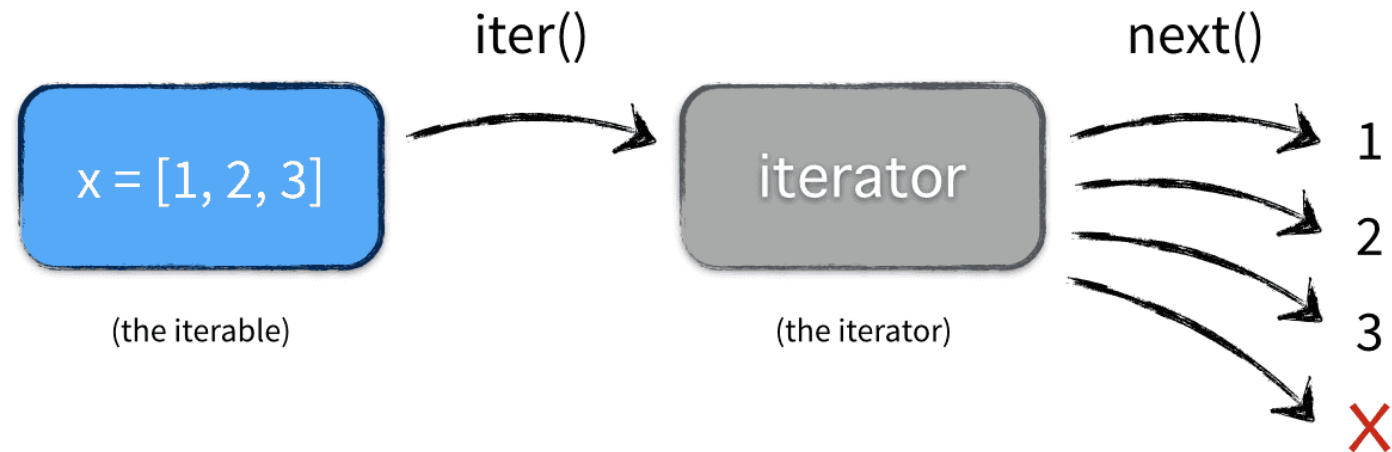 iter()
next()
x = [1, 2, 3]
iterator
1
2
3
X
(the iterable)
(the iterator)